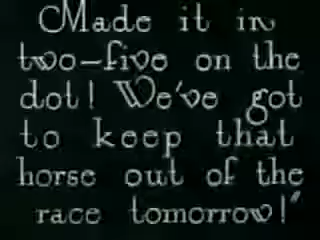 Made it in
two-five on the
dot! We've got
to keep that
horse out of the
race tomorrow!"